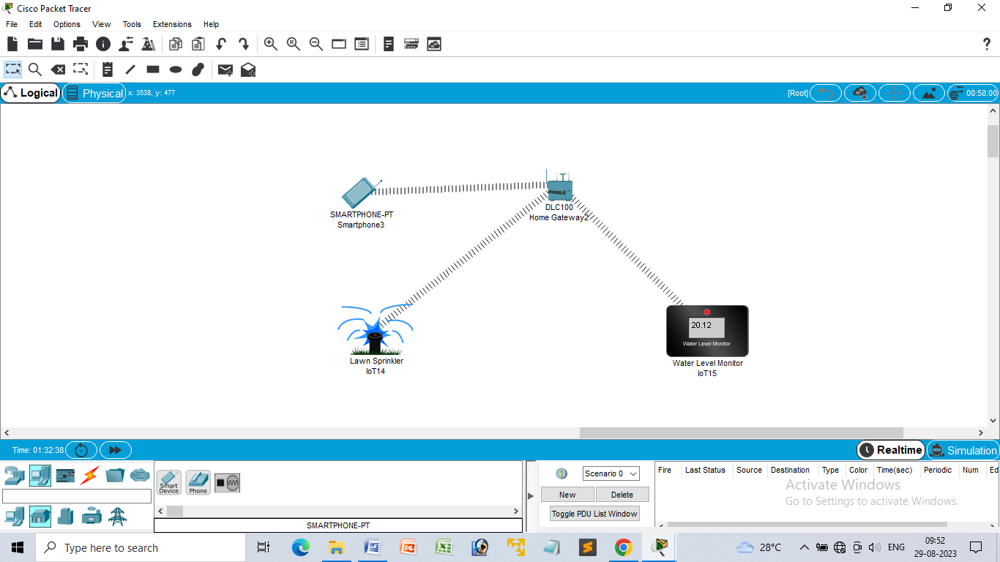 Cisco Packet Tracer
File Edit Options View Tools Extensions Help
?
Logical Physical x: 3538, y: 477 [Root] 00:58:00
SMARTPHONE-PT
Smartphone3
DLC100
Home Gateway2
Lawn Sprinkler
IoT14
20.12
Water Level Monitor
Water Level Monitor
IoT15
Time: 01:32:38 Realtime Simulation
Smart
Device
Phone
SMARTPHONE-PT
Scenario 0
New Delete
Toggle PDU List Window
Fire Last Status Source Destination Type Color Time(sec) Periodic Num Ed
Activate Windows
Go to Settings to activate Windows.
Type here to search
28°C
ENG
09:52
29-08-2023